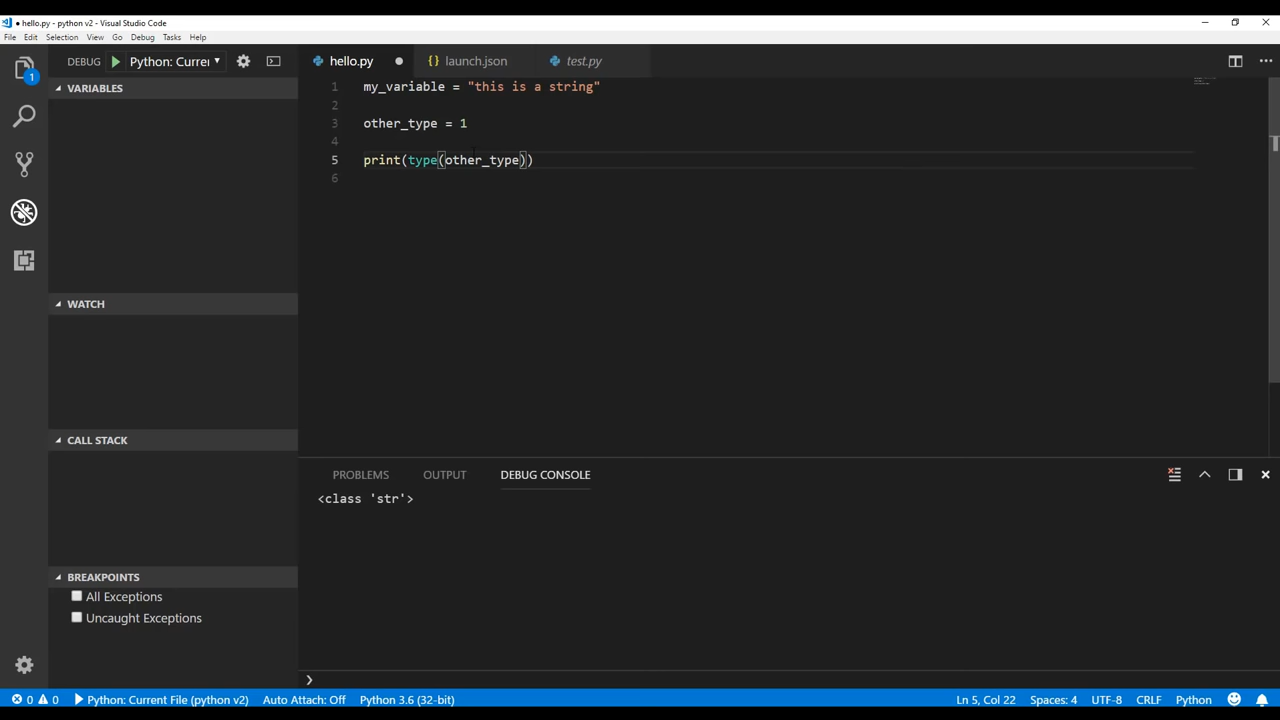 ● hello.py - python v2 - Visual Studio Code
File Edit Selection View Go Debug Tasks Help
DEBUG Python: Currer
hello.py launch.json test.py
1
VARIABLES
1 my_variable = "this is a string"
2
3 other_type = 1
4
5 print(type(other_type))
6
WATCH
CALL STACK
BREAKPOINTS
All Exceptions
Uncaught Exceptions
PROBLEMS OUTPUT DEBUG CONSOLE
<class 'str'>
0 0 Python: Current File (python v2) Auto Attach: Off Python 3.6 (32-bit) Ln 5, Col 22 Spaces: 4 UTF-8 CRLF Python